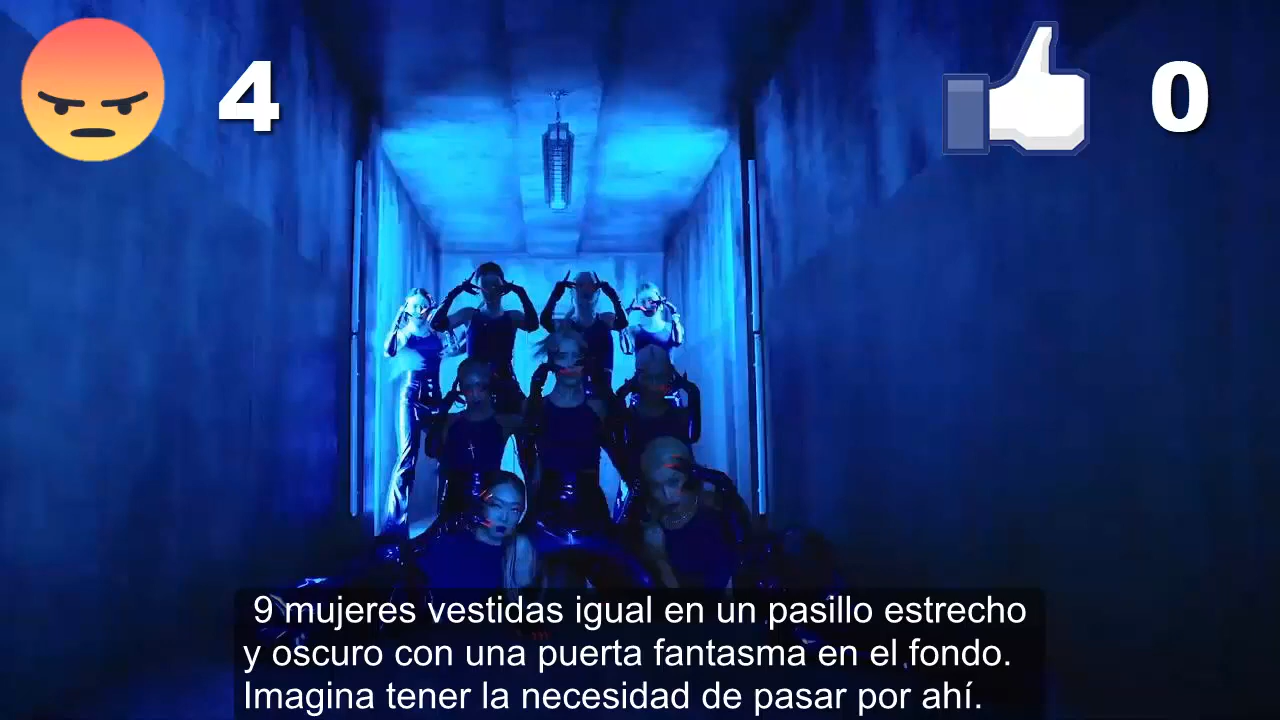 4
0
9 mujeres vestidas igual en un pasillo estrecho
y oscuro con una puerta fantasma en el fondo.
Imagina tener la necesidad de pasar por ahí.